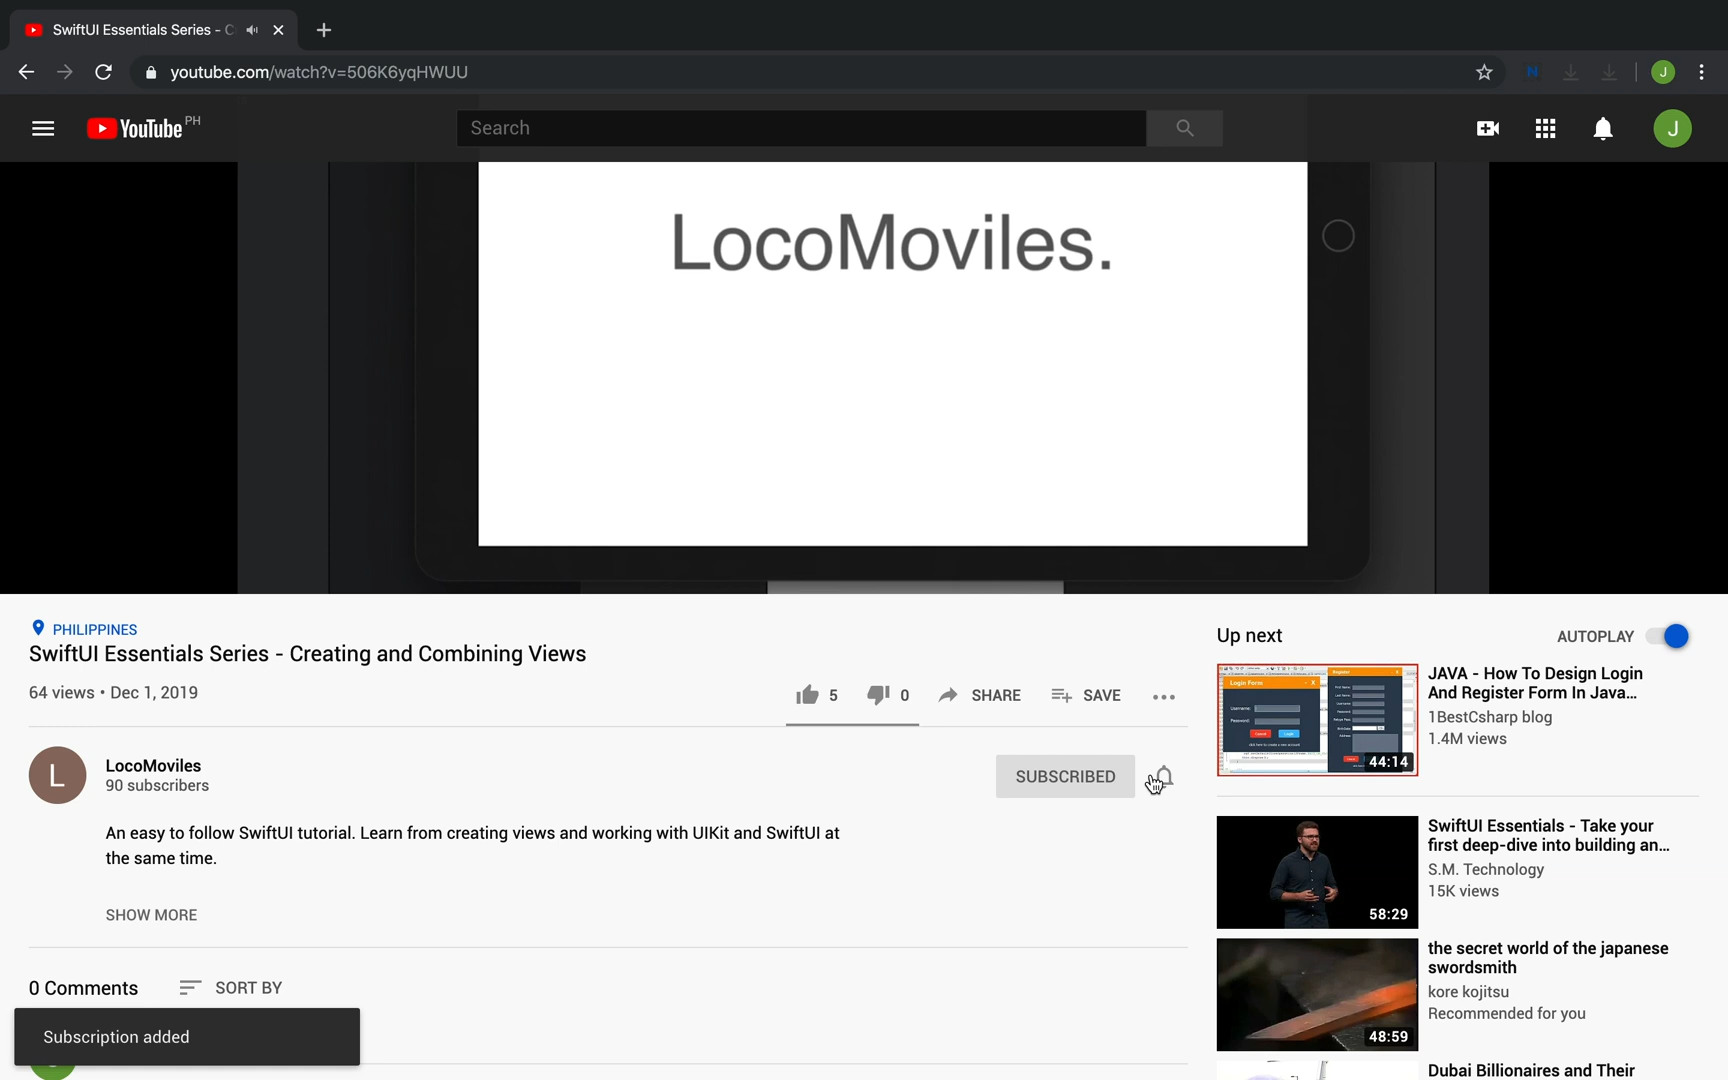 SwiftUI Essentials Series - C
youtube.com/watch?v=506K6yqHWUU
N
J
YouTube PH
Search
J
LocoMoviles.
PHILIPPINES
SwiftUI Essentials Series - Creating and Combining Views
64 views • Dec 1, 2019
5
0
SHARE
SAVE
L
LocoMoviles
90 subscribers
SUBSCRIBED
An easy to follow SwiftUI tutorial. Learn from creating views and working with UIKit and SwiftUI at
the same time.
SHOW MORE
0 Comments
SORT BY
Subscription added
Up next
AUTOPLAY
Login Form
Register
44:14
JAVA - How To Design Login
And Register Form In Java...
1BestCsharp blog
1.4M views
58:29
SwiftUI Essentials - Take your
first deep-dive into building an...
S.M. Technology
15K views
48:59
the secret world of the japanese
swordsmith
kore kojitsu
Recommended for you
Dubai Billionaires and Their